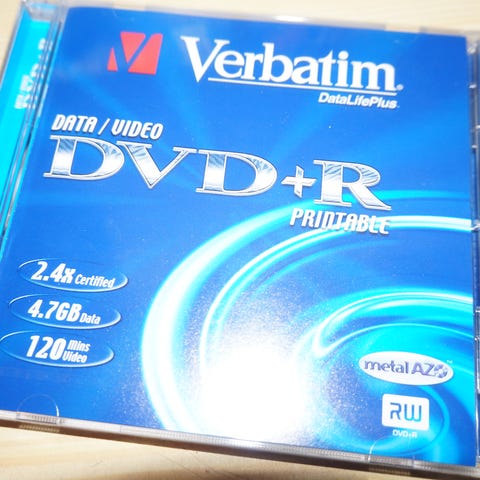 Verbatim
DataLifePlus
DATA / VIDEO
DVD+R
PRINTABLE
2.4x Certified
4.7GB Data
120 mins Video
metal AZO
RW
DVD+R